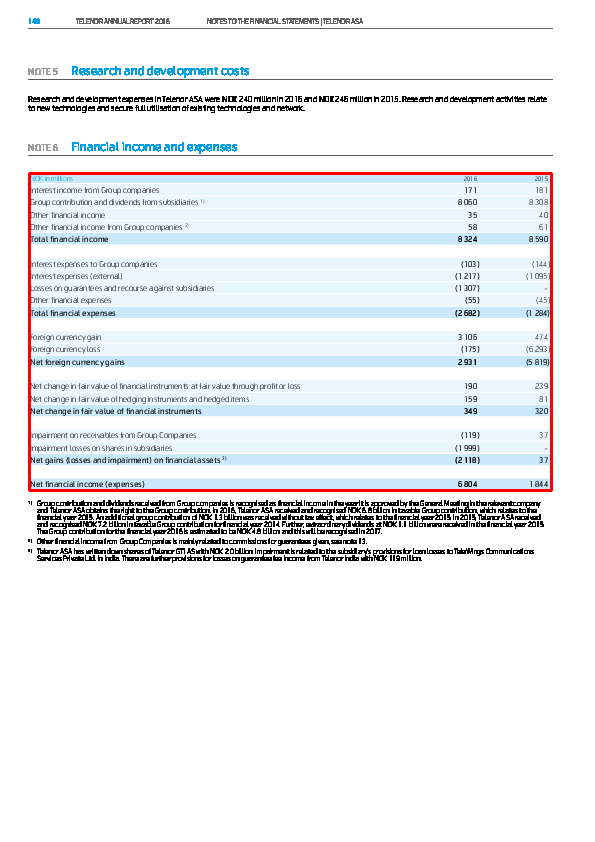 148 TELENOR ANNUAL REPORT 2016 NOTES TO THE FINANCIAL STATEMENTS | TELENOR ASA
NOTE 5 Research and development costs
Research and development expenses in Telenor ASA were NOK 240 million in 2016 and NOK 246 million in 2015. Research and development activities relate
to new technologies and secure full utilisation of existing technologies and network.
NOTE 6 Financial income and expenses
NOK in millions 2016 2015
Interest income from Group companies 171 181
Group contribution and dividends from subsidiaries 1) 8 060 8 308
Other financial income 35 40
Other financial income from Group companies 2) 58 61
Total financial income 8 324 8 590
Interest expenses to Group companies (103) (144)
Interest expenses (external) (1 217) (1 095)
Losses on guarantees and recourse against subsidiaries (1 307) –
Other financial expenses (55) (45)
Total financial expenses (2 682) (1 284)
Foreign currency gain 3 106 474
Foreign currency loss (175) (6 293)
Net foreign currency gains 2 931 (5 819)
Net change in fair value of financial instruments at fair value through profit or loss 190 239
Net change in fair value of hedging instruments and hedged items 159 81
Net change in fair value of financial instruments 349 320
Impairment on receivables from Group Companies (119) 37
Impairment losses on shares in subsidiaries (1 999) –
Net gains (losses and impairment) on financial assets 3) (2 118) 37
Net financial income (expenses) 6 804 1 844
1) Group contribution and dividends received from Group companies is recognised as financial income in the year it is approved by the General Meeting in the relevant company
and Telenor ASA obtains the right to the Group contribution. In 2016, Telenor ASA received and recognised NOK 6.8 billion in taxable Group contribution, which relates to the
financial year 2015. An additional group contribution of NOK 1.3 billion was received without tax effect, which relates to the financial year 2015. In 2015, Telenor ASA received
and recognised NOK 7.2 billion in taxable Group contribution for financial year 2014. Further, extraordinary dividends at NOK 1.1 billion were received in the financial year 2015.
The Group contribution for the financial year 2016 is estimated to be NOK 4.8 billion and this will be recognised in 2017.
2) Other financial income from Group Companies is mainly related to commissions for guarantees given, see note 13.
3) Telenor ASA has written down shares of Telenor GTI AS with NOK 2.0 billion. Impairment is related to the subsidiary's provisions for loan losses to TeleWings Communications
Services Private Ltd. in India. There are further provisions for losses on guarantee fee income from Telenor India with NOK 119 million.